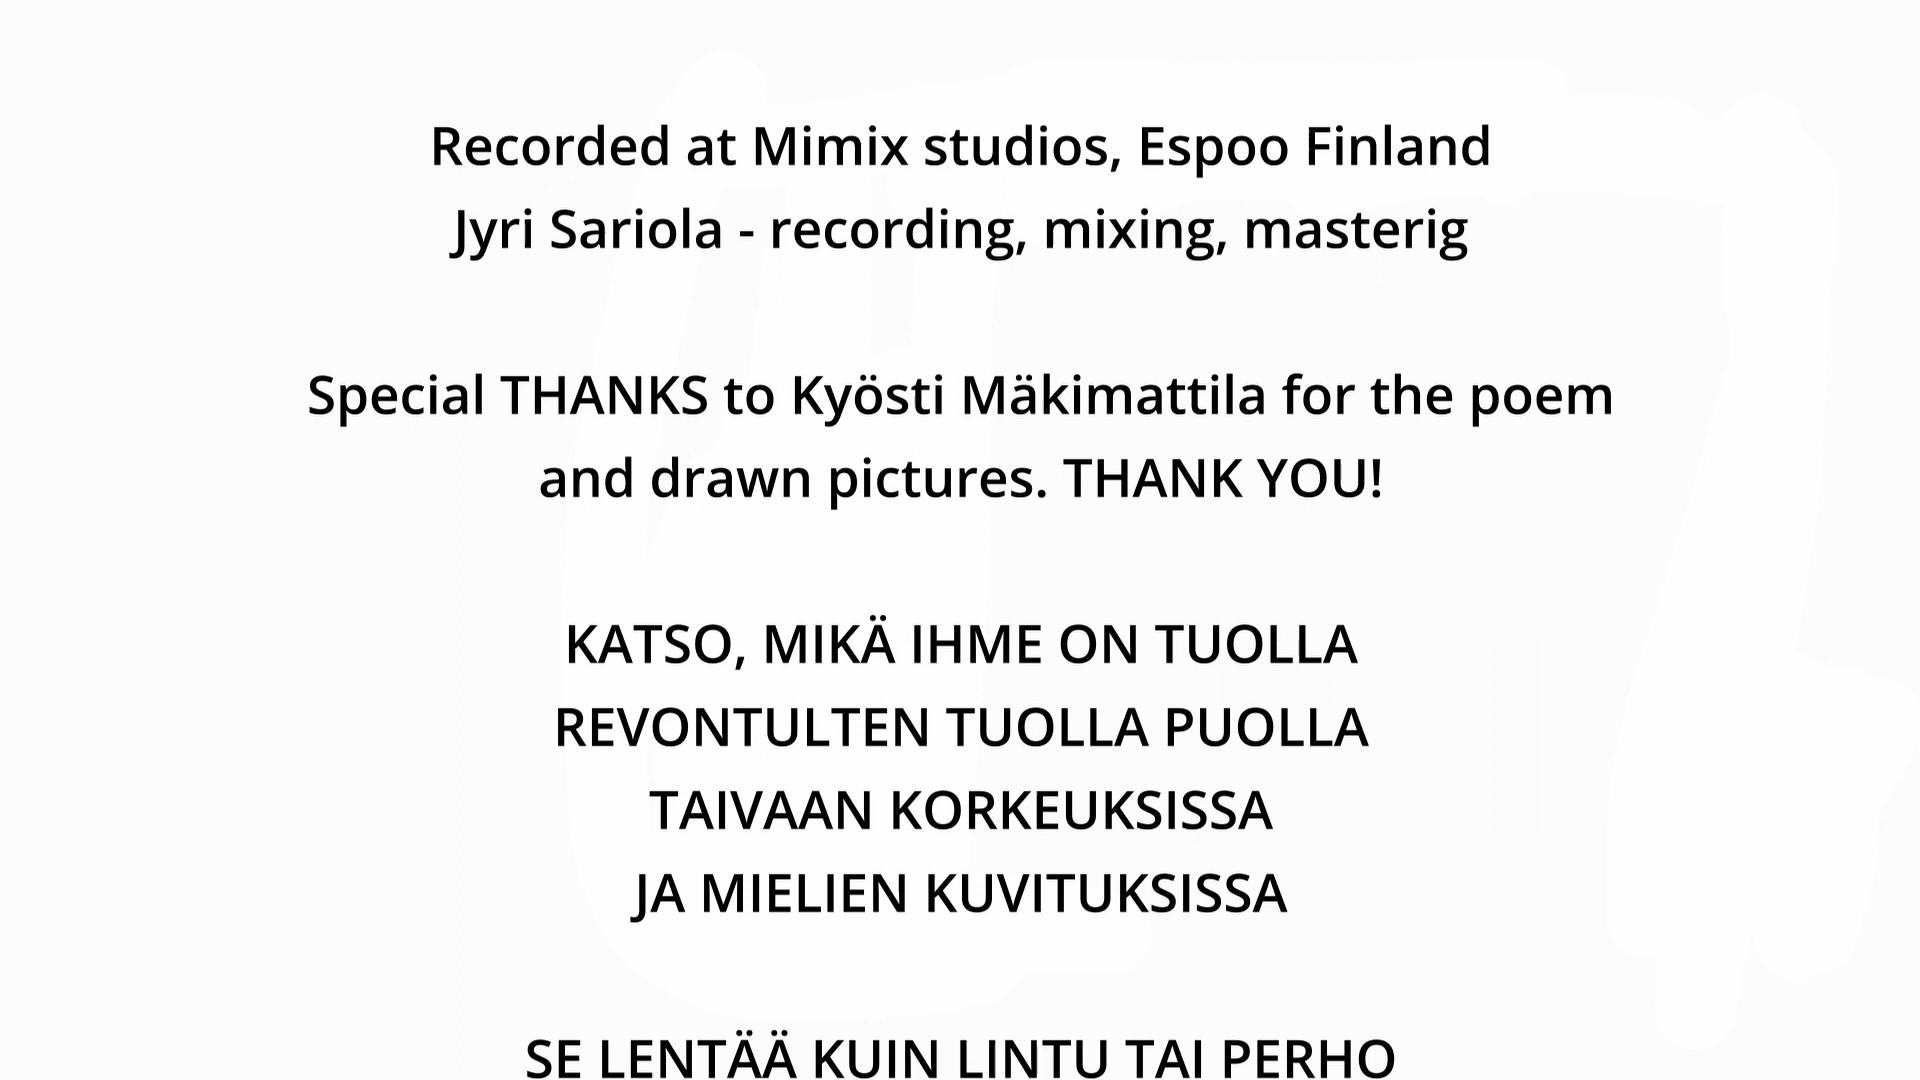 Recorded at Mimix studios, Espoo Finland
Jyri Sariola - recording, mixing, masterig
Special THANKS to Kyösti Mäkimattila for the poem
and drawn pictures. THANK YOU!
KATSO, MIKÄ IHME ON TUOLLA
REVONTULTEN TUOLLA PUOLLA
TAIVAAN KORKEUKSISSA
JA MIELIEN KUVITUKSISSA
SE LENTÄÄ KUIN LINTU TAI PERHO